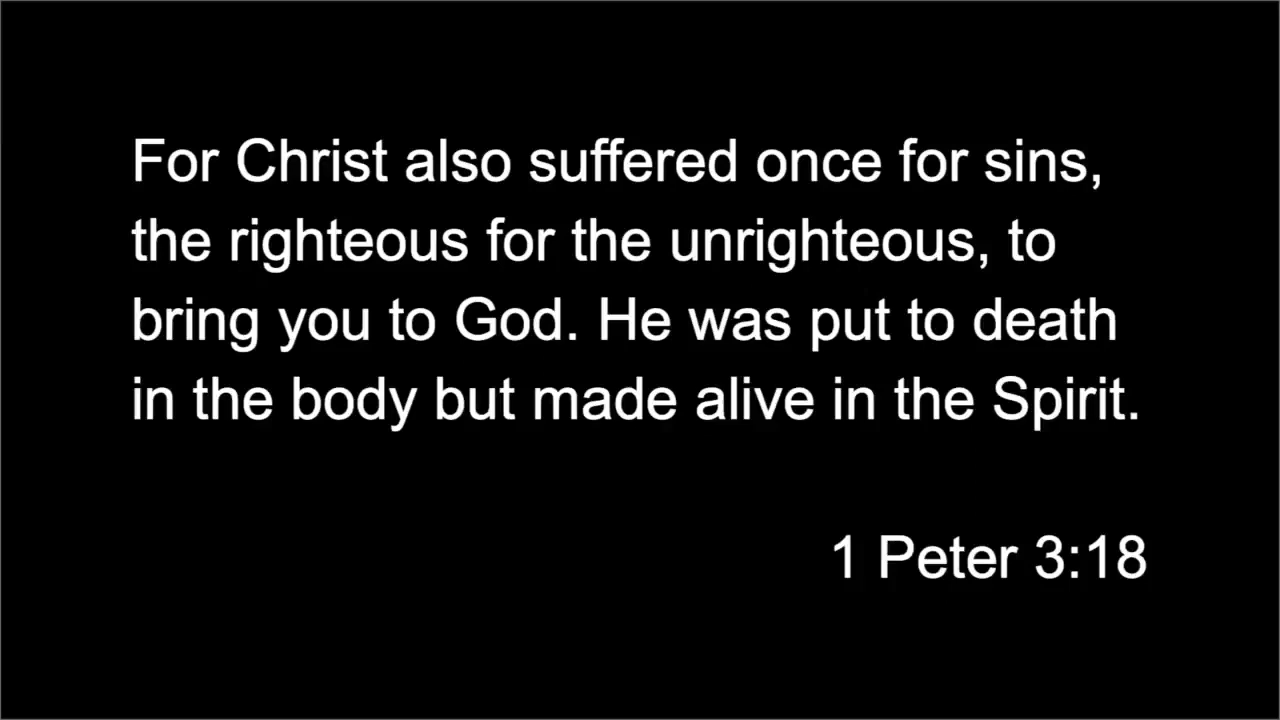 For Christ also suffered once for sins,
the righteous for the unrighteous, to
bring you to God. He was put to death
in the body but made alive in the Spirit.
1 Peter 3:18